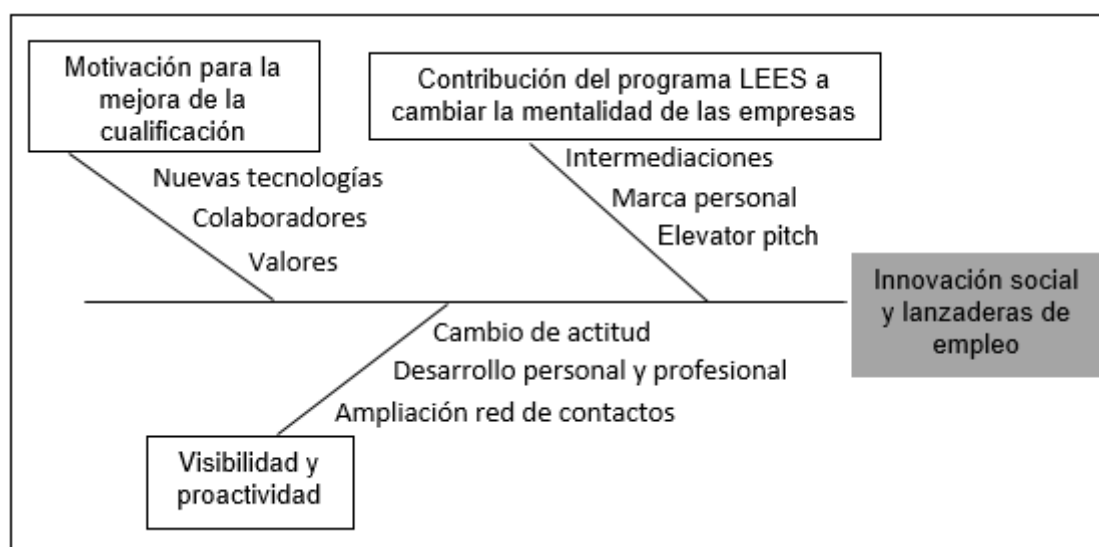 Motivación para la
mejora de la
cualificación
Contribución del programa LEES a
cambiar la mentalidad de las empresas
Nuevas tecnologías
Colaboradores
Valores
Intermediaciones
Marca personal
Elevator pitch
Innovación social
y lanzaderas de
empleo
Cambio de actitud
Desarrollo personal y profesional
Ampliación red de contactos
Visibilidad y
proactividad